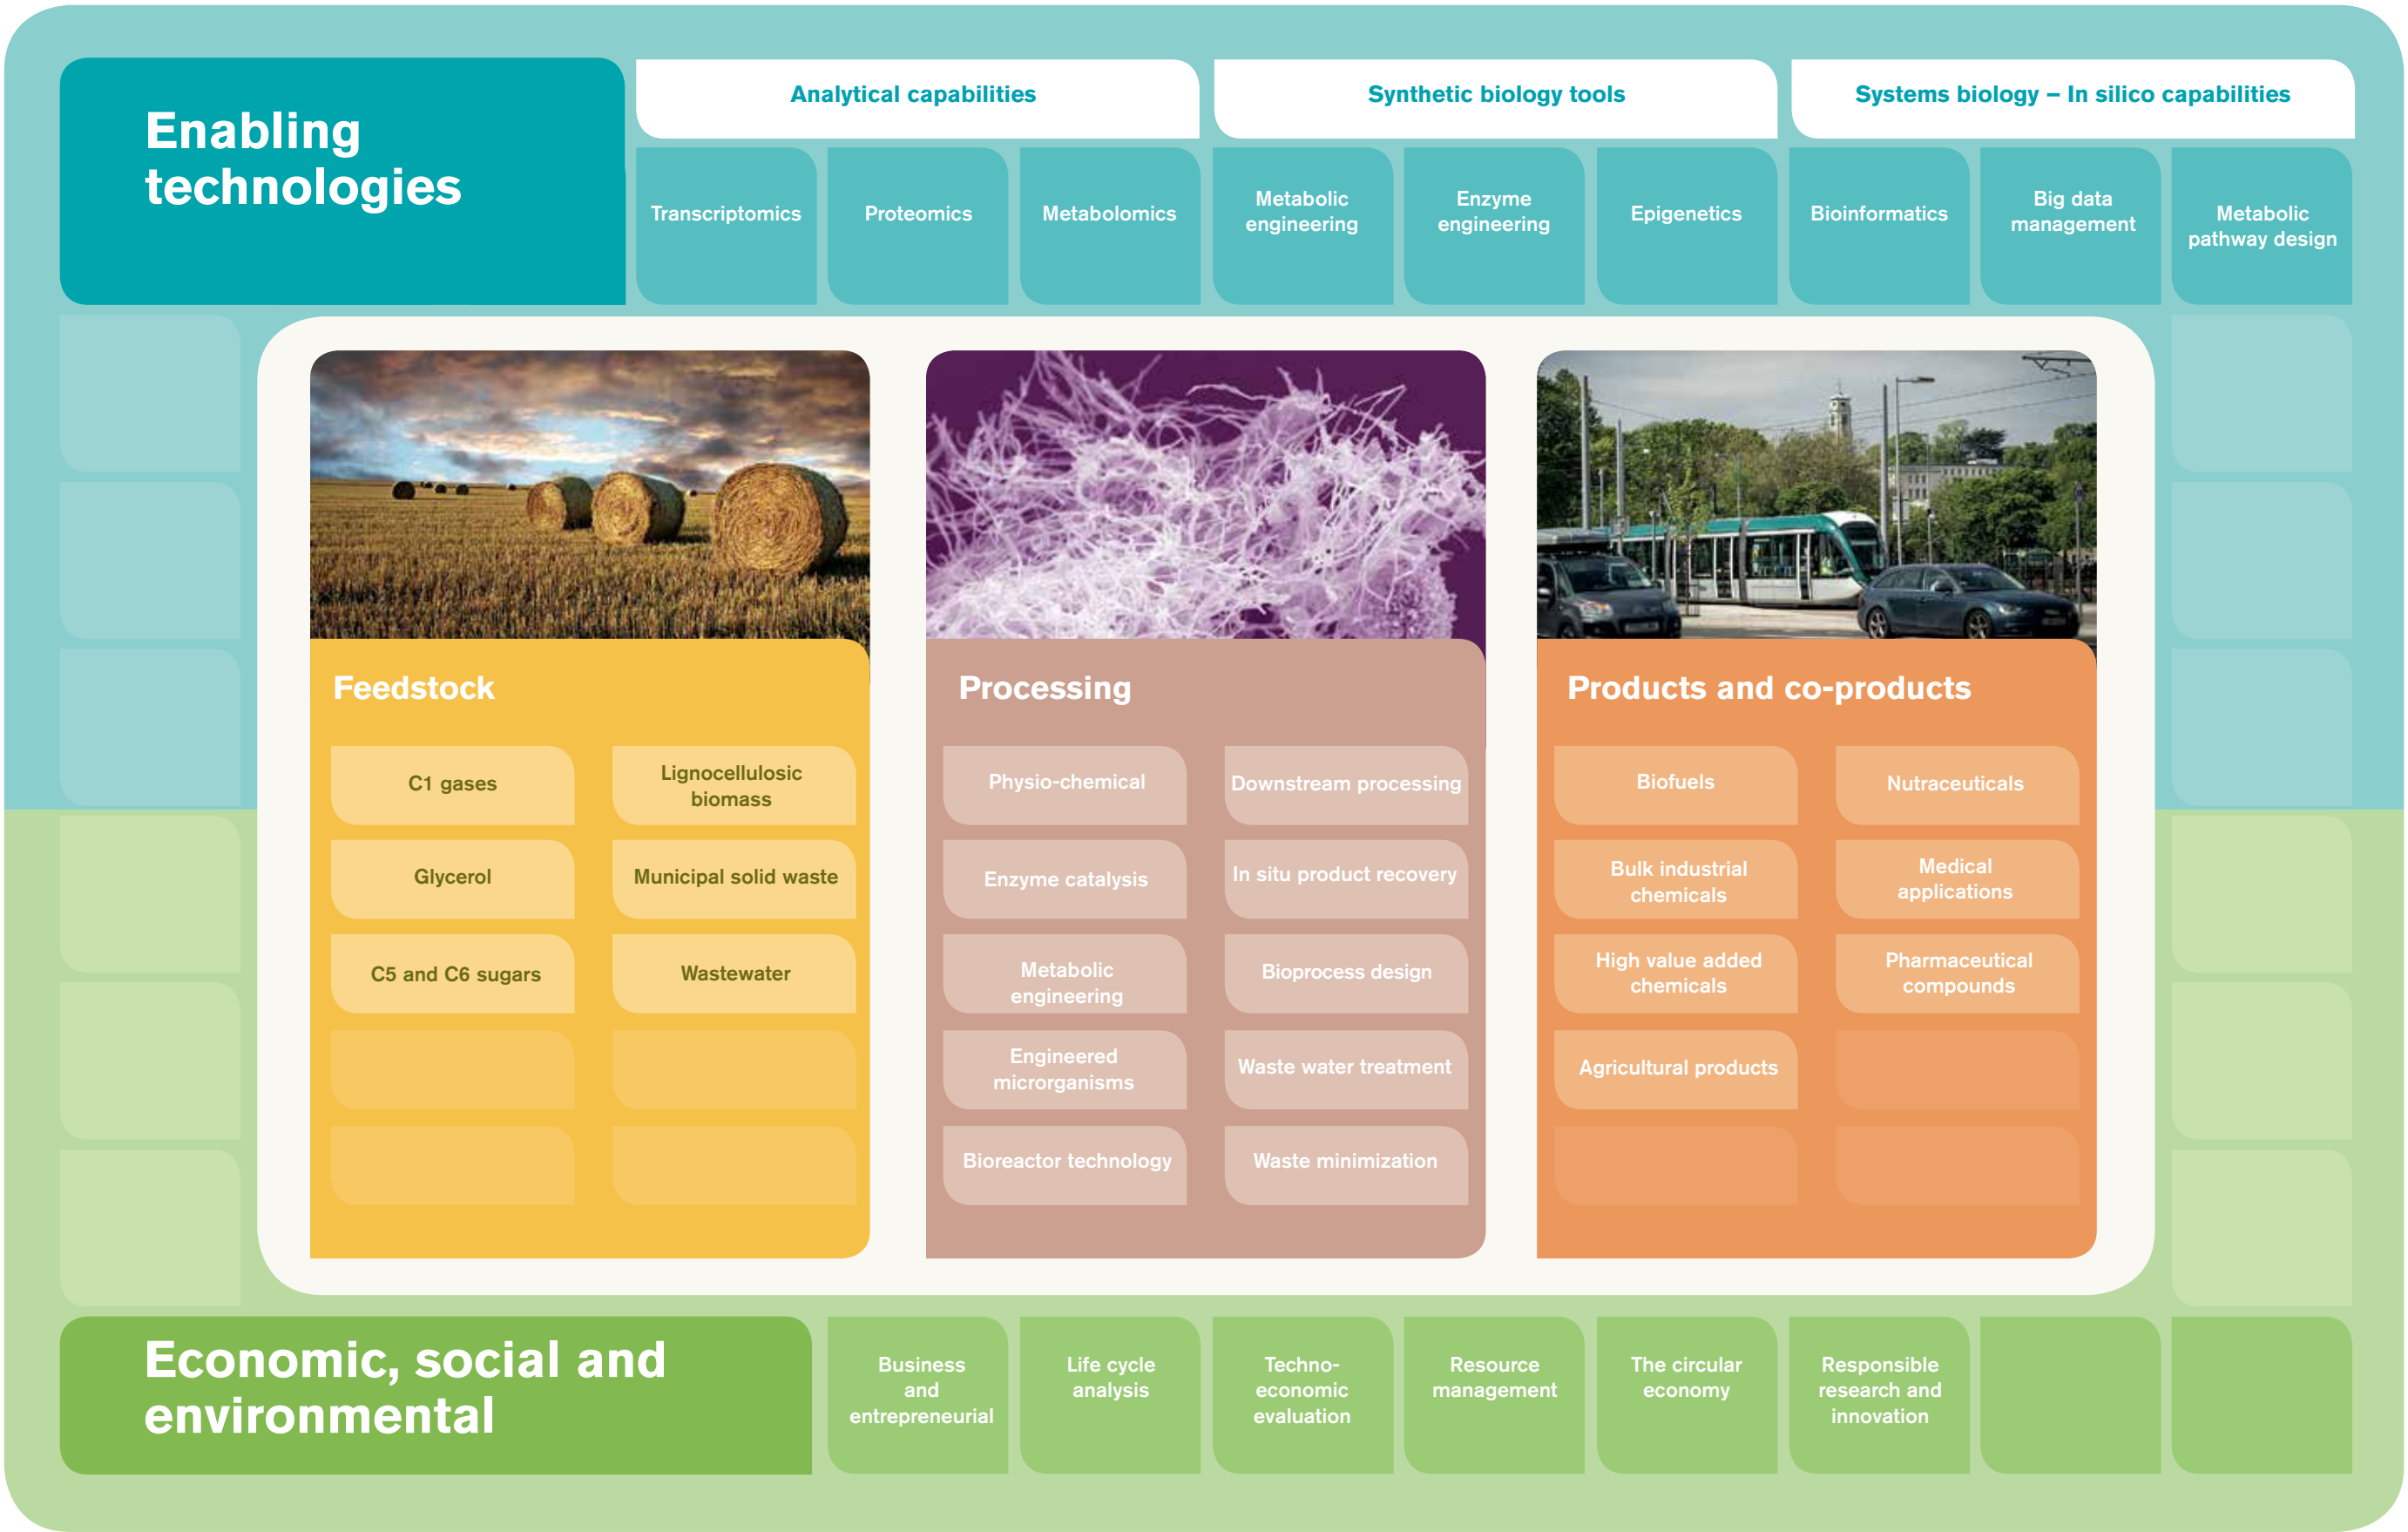 Enabling
technologies
Analytical capabilities
Synthetic biology tools
Systems biology – In silico capabilities
Transcriptomics
Proteomics
Metabolomics
Metabolic
engineering
Enzyme
engineering
Epigenetics
Bioinformatics
Big data
management
Metabolic
pathway design
Feedstock
C1 gases
Lignocellulosic
biomass
Glycerol
Municipal solid waste
C5 and C6 sugars
Wastewater
Processing
Physio-chemical
Downstream processing
Enzyme catalysis
In situ product recovery
Metabolic
engineering
Bioprocess design
Engineered
microrganisms
Waste water treatment
Bioreactor technology
Waste minimization
Products and co-products
Biofuels
Nutraceuticals
Bulk industrial
chemicals
Medical
applications
High value added
chemicals
Pharmaceutical
compounds
Agricultural products
Economic, social and
environmental
Business
and
entrepreneurial
Life cycle
analysis
Techno-
economic
evaluation
Resource
management
The circular
economy
Responsible
research and
innovation